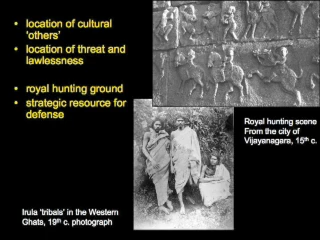 • location of cultural
'others'
• location of threat and
lawlessness
• royal hunting ground
• strategic resource for
defense
Royal hunting scene
From the city of
Vijayanagara, 15th c.
Irula 'tribals' in the Western
Ghats, 19th c. photograph